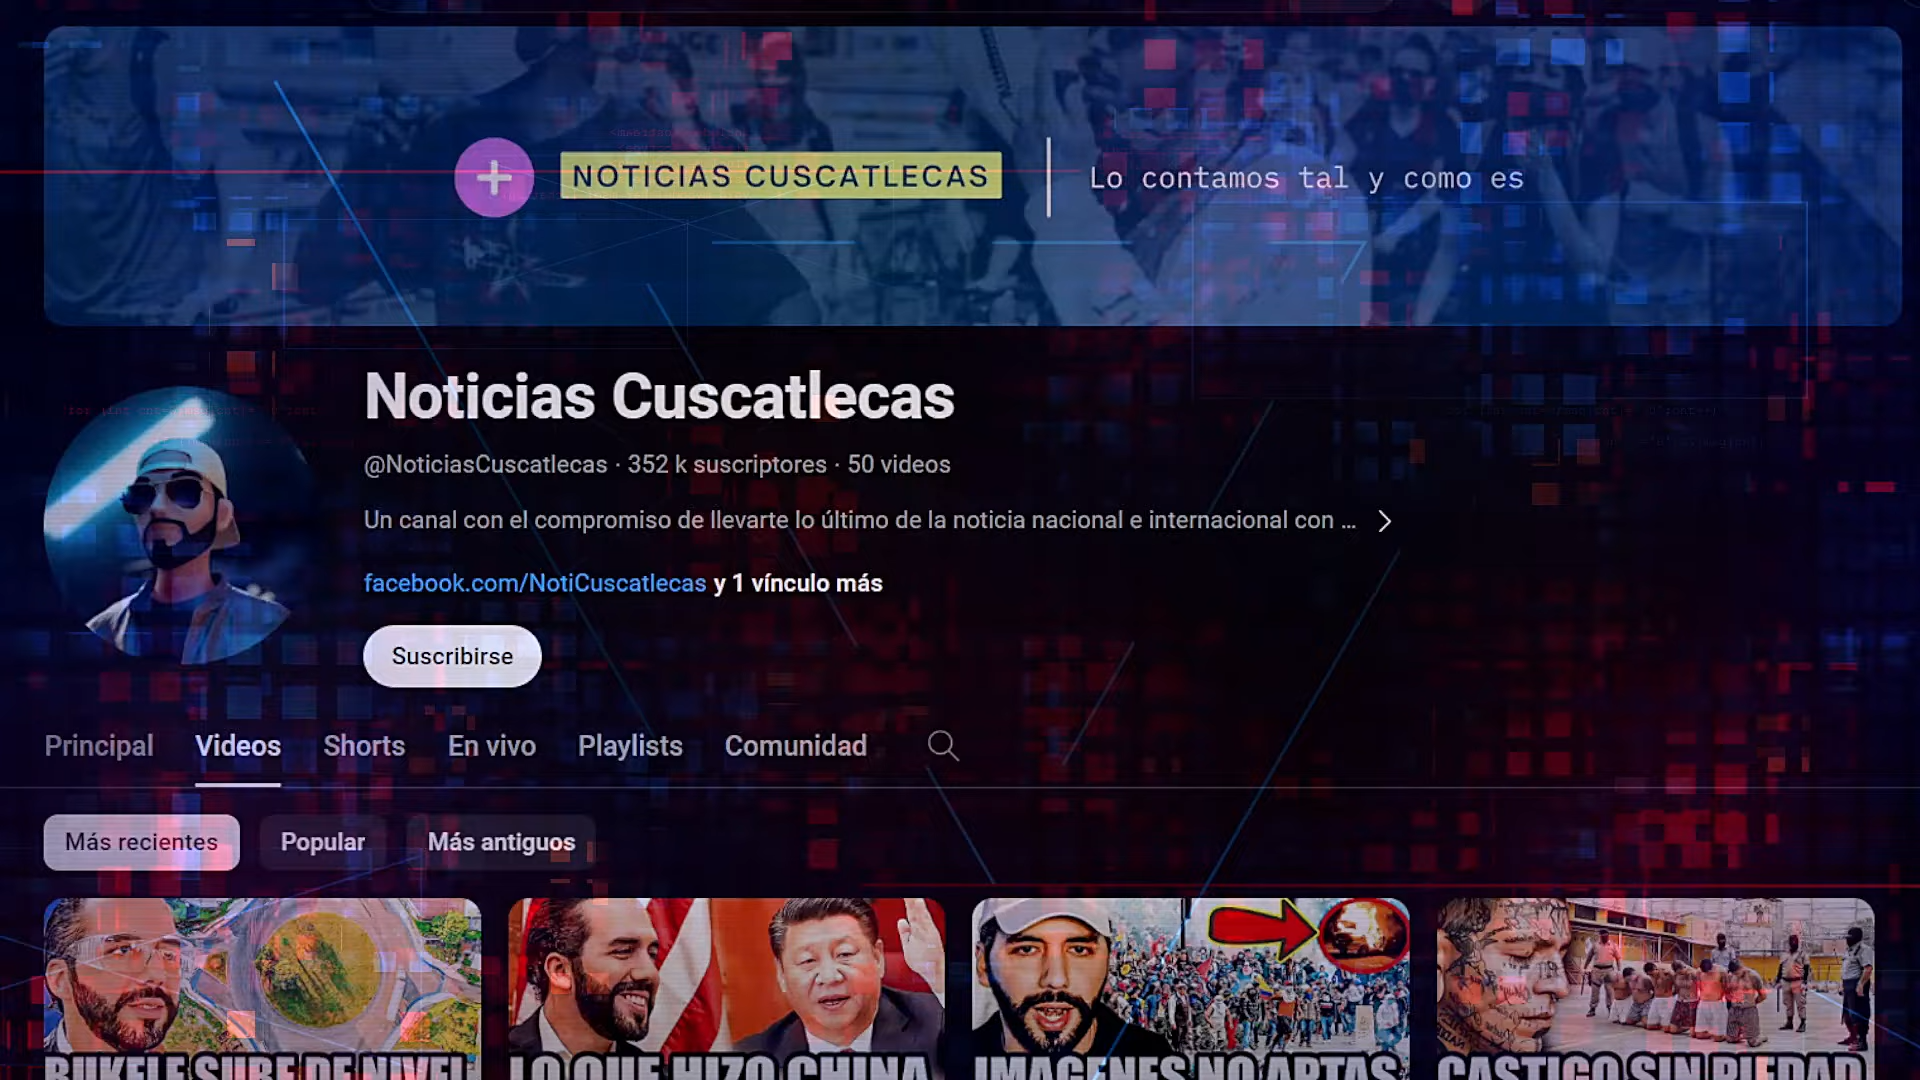 NOTICIAS CUSCATLECAS
Lo contamos tal y como es
Noticias Cuscatlecas
@NoticiasCuscatlecas · 352 k suscriptores · 50 videos
Un canal con el compromiso de llevarte lo último de la noticia nacional e internacional con ...
facebook.com/NotiCuscatlecas y 1 vínculo más
Suscribirse
Principal Videos Shorts En vivo Playlists Comunidad
Más recientes Popular Más antiguos
BUKELE SUBE DE NIVEL LO QUE HIZO CHINA IMAGENES NO APTAS CASTIGO SIN PIEDAD